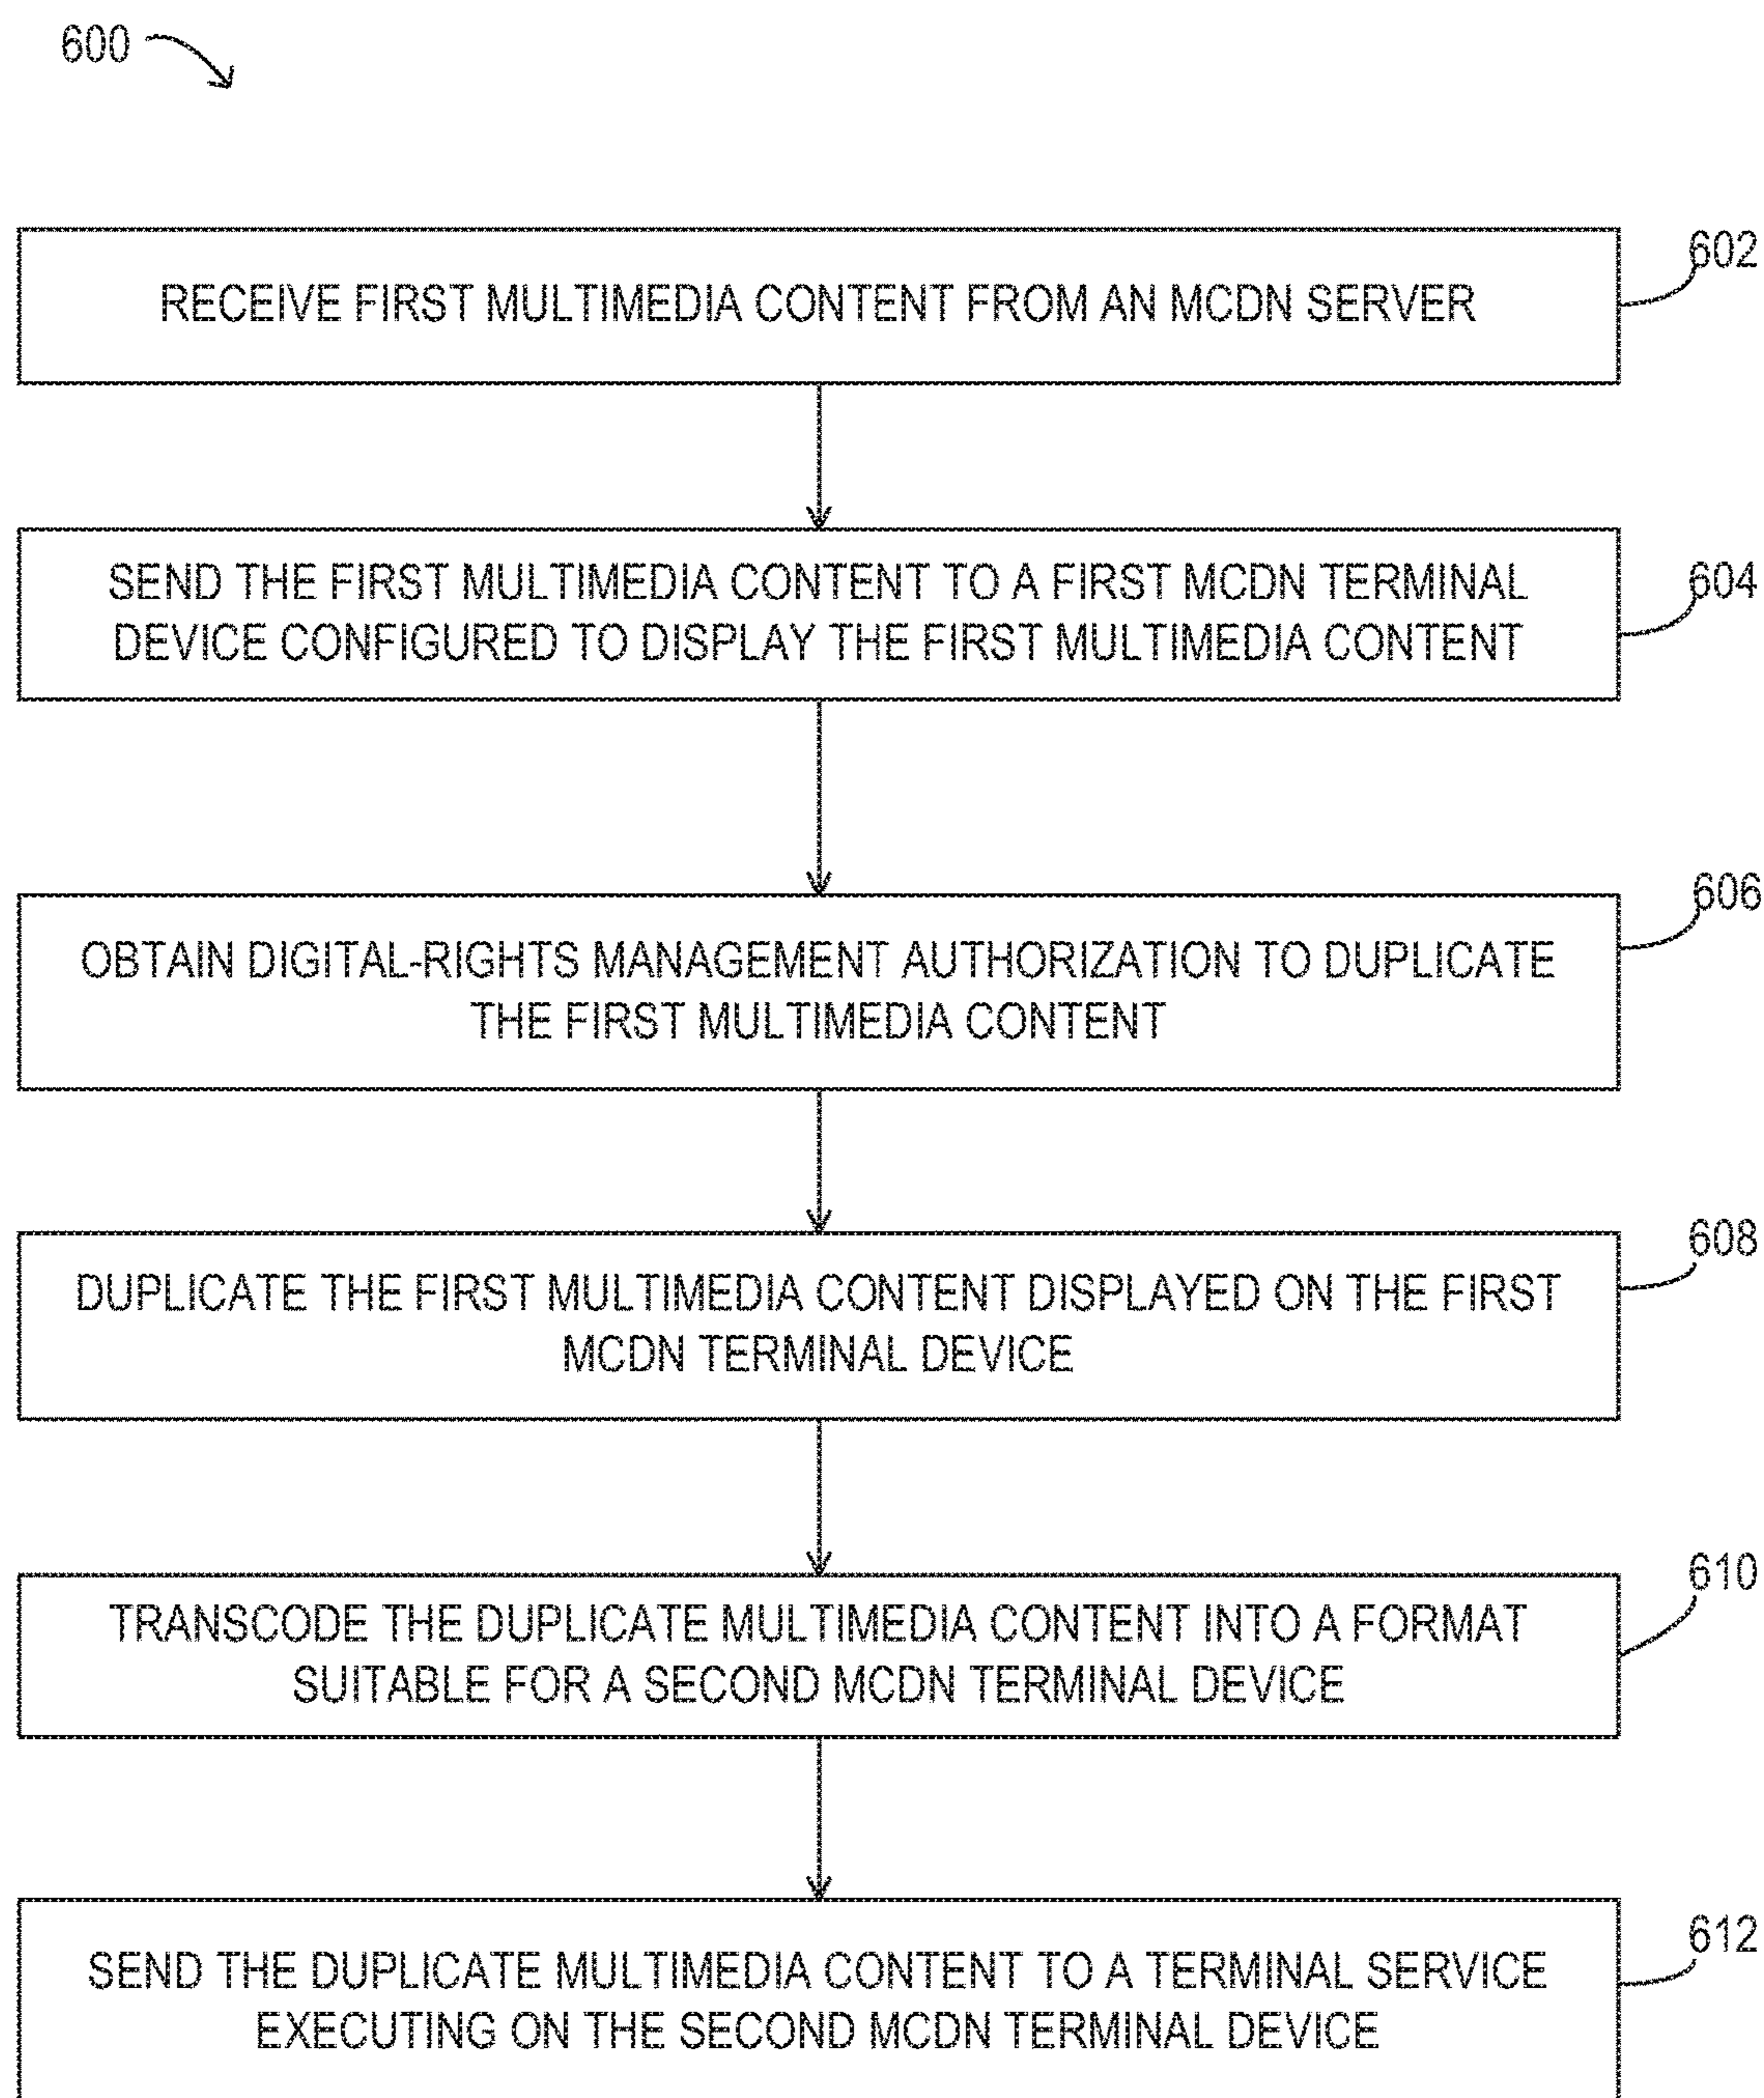 600
RECEIVE FIRST MULTIMEDIA CONTENT FROM AN MCDN SERVER
602
SEND THE FIRST MULTIMEDIA CONTENT TO A FIRST MCDN TERMINAL
DEVICE CONFIGURED TO DISPLAY THE FIRST MULTIMEDIA CONTENT
604
OBTAIN DIGITAL-RIGHTS MANAGEMENT AUTHORIZATION TO DUPLICATE
THE FIRST MULTIMEDIA CONTENT
606
DUPLICATE THE FIRST MULTIMEDIA CONTENT DISPLAYED ON THE FIRST
MCDN TERMINAL DEVICE
608
TRANSCODE THE DUPLICATE MULTIMEDIA CONTENT INTO A FORMAT
SUITABLE FOR A SECOND MCDN TERMINAL DEVICE
610
SEND THE DUPLICATE MULTIMEDIA CONTENT TO A TERMINAL SERVICE
EXECUTING ON THE SECOND MCDN TERMINAL DEVICE
612